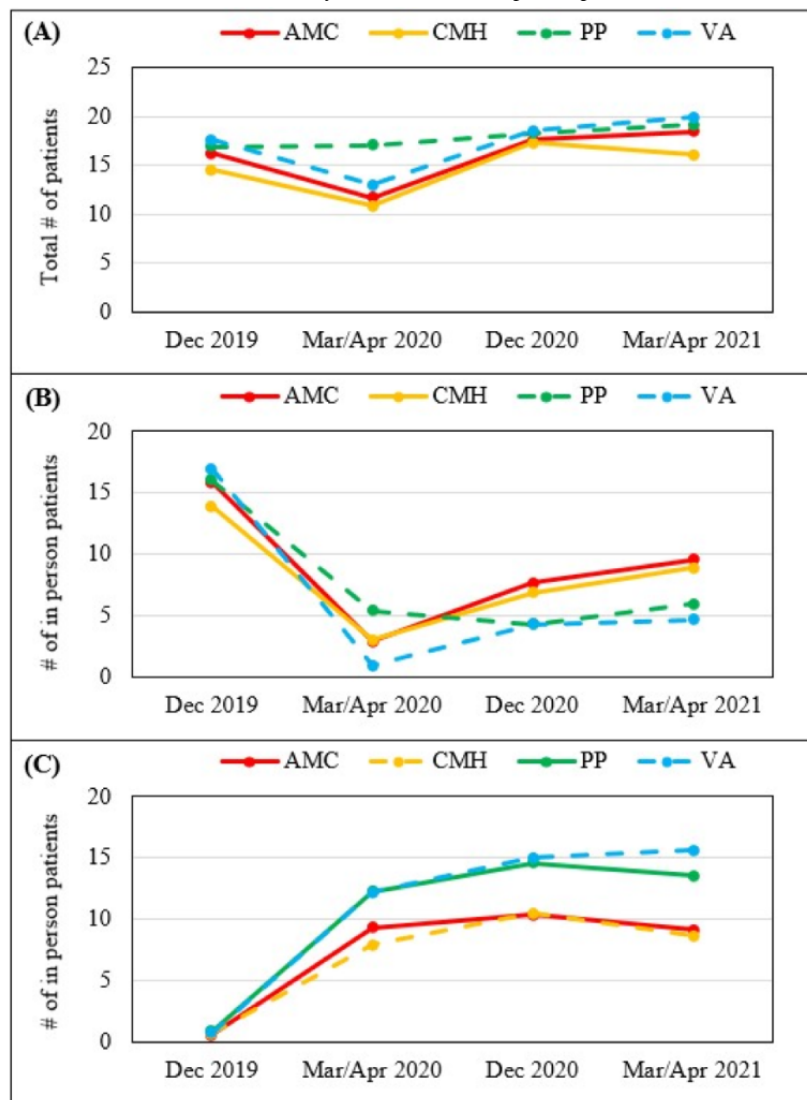 (A) AMC CMH PP VA
25
20
15
10
5
0
Total # of patients
Dec 2019 Mar/Apr 2020 Dec 2020 Mar/Apr 2021
(B) AMC CMH PP VA
20
15
10
5
0
# of in person patients
Dec 2019 Mar/Apr 2020 Dec 2020 Mar/Apr 2021
(C) AMC CMH PP VA
20
15
10
5
0
# of in person patients
Dec 2019 Mar/Apr 2020 Dec 2020 Mar/Apr 2021